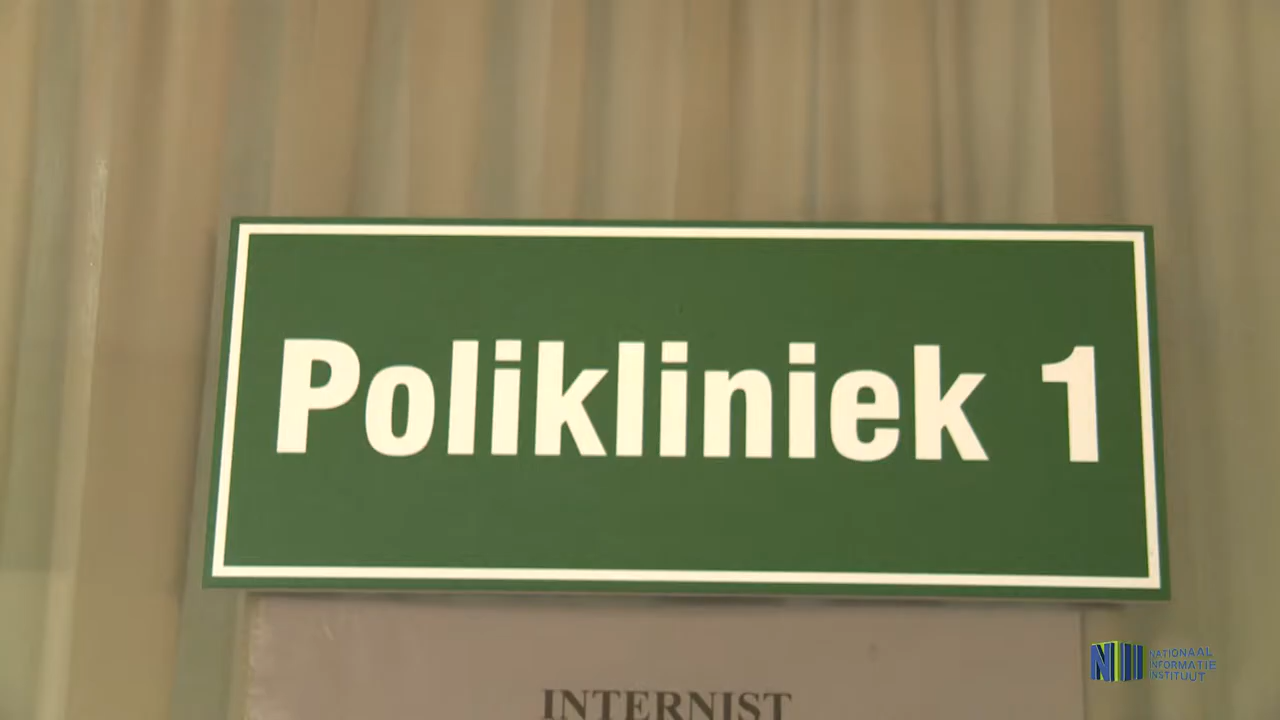 Polikliniek 1
INTERNIST
NATIONAAL
INFORMATIE
INSTITUUT